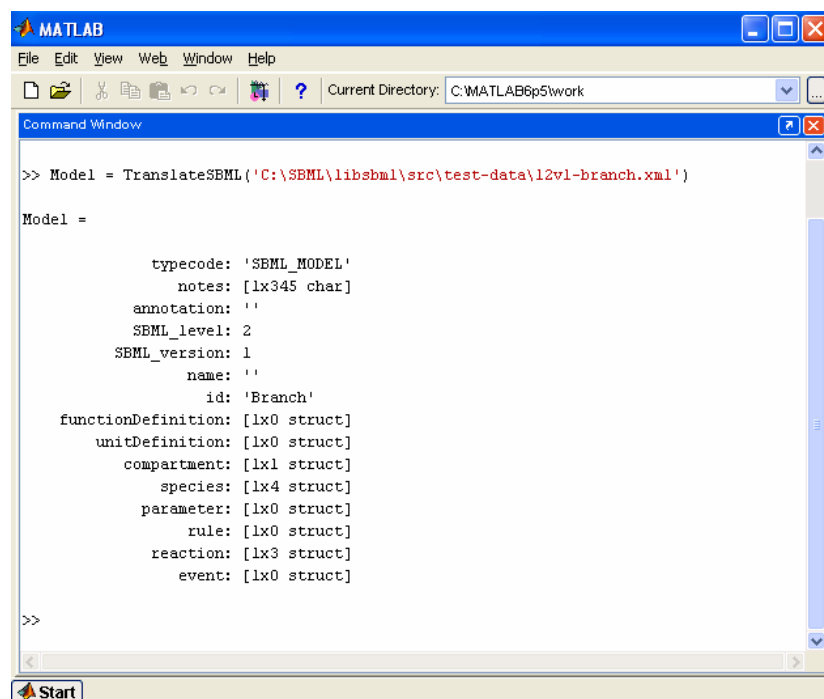 MATLAB
File Edit View Web Window Help
? Current Directory: C:\MATLAB6p5\work ...
Command Window
>> Model = TranslateSBML('C:\SBML\libsbml\src\test-data\l2v1-branch.xml')
Model =
typecode: 'SBML_MODEL'
notes: [1x345 char]
annotation: ''
SBML_level: 2
SBML_version: 1
name: ''
id: 'Branch'
functionDefinition: [1x0 struct]
unitDefinition: [1x0 struct]
compartment: [1x1 struct]
species: [1x4 struct]
parameter: [1x0 struct]
rule: [1x0 struct]
reaction: [1x3 struct]
event: [1x0 struct]
>>
Start